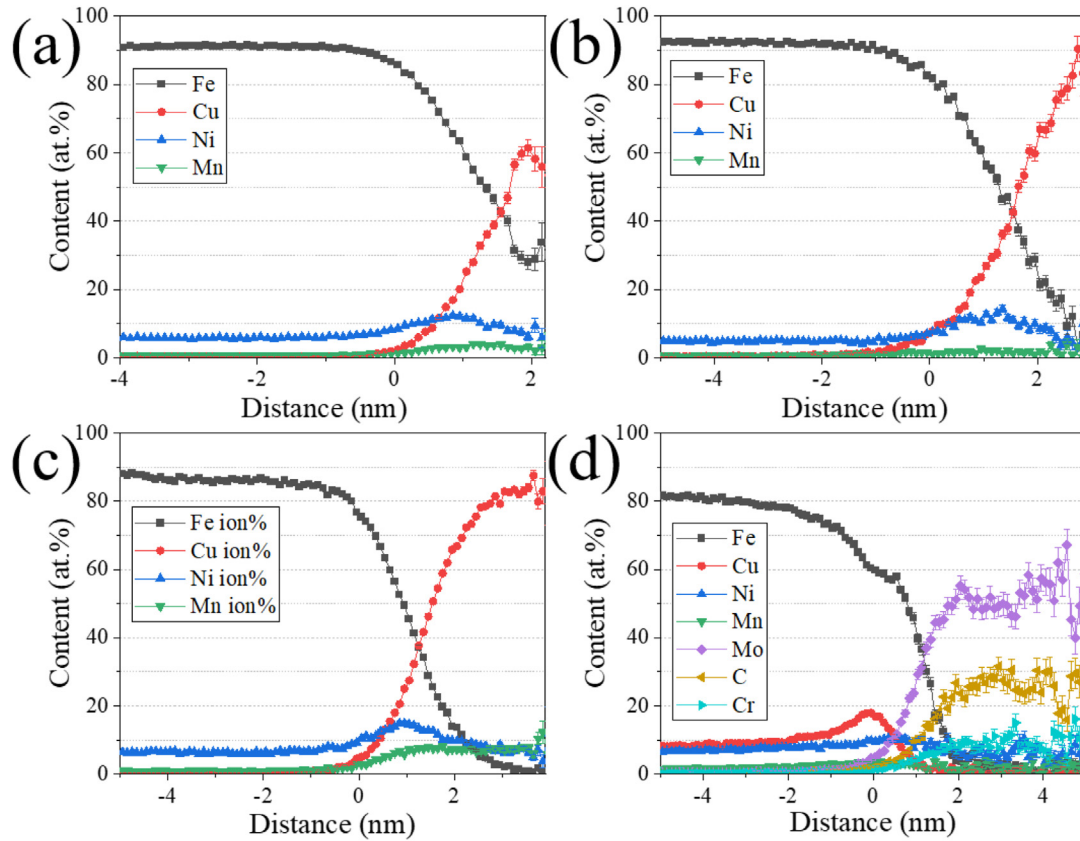 (a)
100
80
60
40
20
0
Content (at.%)
Fe
Cu
Ni
Mn
-4
-2
0
2
Distance (nm)
(b)
100
80
60
40
20
0
Content (at.%)
Fe
Cu
Ni
Mn
-4
-2
0
2
Distance (nm)
(c)
100
80
60
40
20
0
Content (at.%)
Fe ion%
Cu ion%
Ni ion%
Mn ion%
-4
-2
0
2
Distance (nm)
(d)
100
80
60
40
20
0
Content (at.%)
Fe
Cu
Ni
Mn
Mo
C
Cr
-4
-2
0
2
4
Distance (nm)